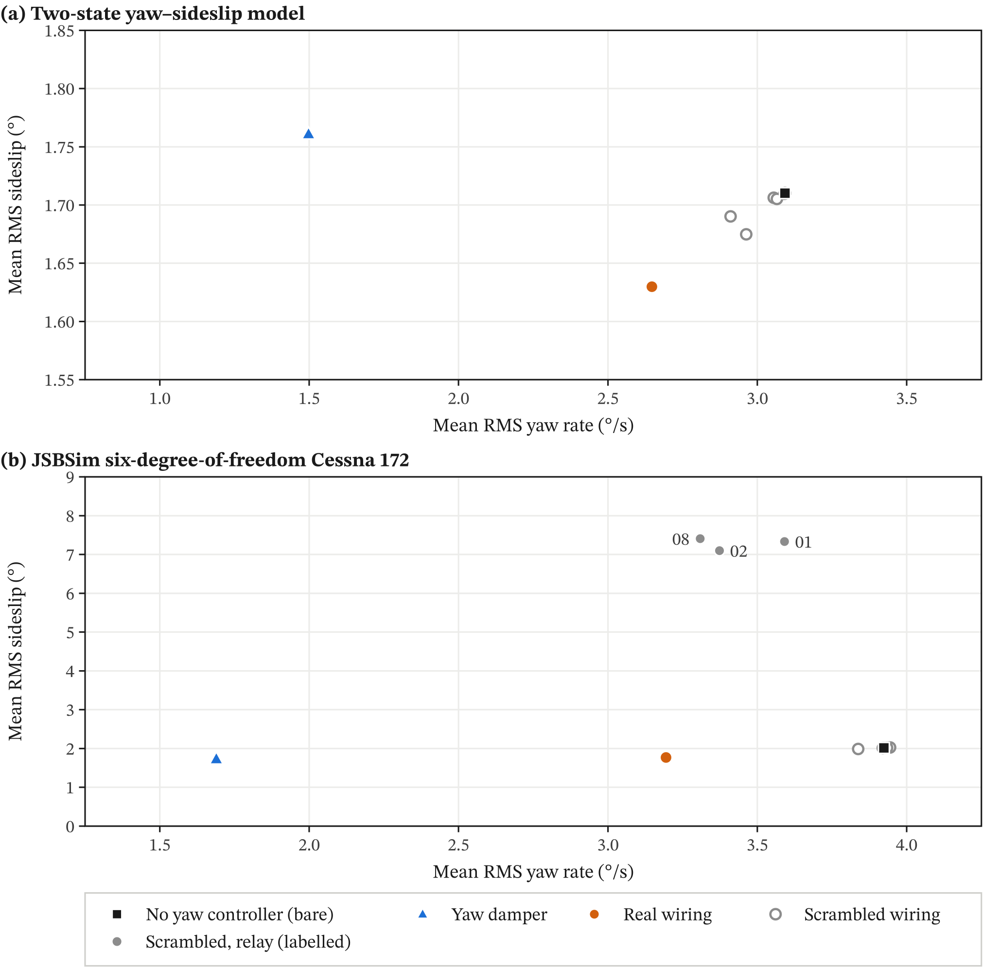 (a) Two-state yaw–sideslip model
1.85
1.80
1.75
1.70
1.65
1.60
1.55
Mean RMS sideslip (°)
1.0 1.5 2.0 2.5 3.0 3.5
Mean RMS yaw rate (°/s)
(b) JSBSim six-degree-of-freedom Cessna 172
9
8
7
6
5
4
3
2
1
0
Mean RMS sideslip (°)
08
02
01
1.5 2.0 2.5 3.0 3.5 4.0
Mean RMS yaw rate (°/s)
No yaw controller (bare) Yaw damper Real wiring Scrambled wiring
Scrambled, relay (labelled)